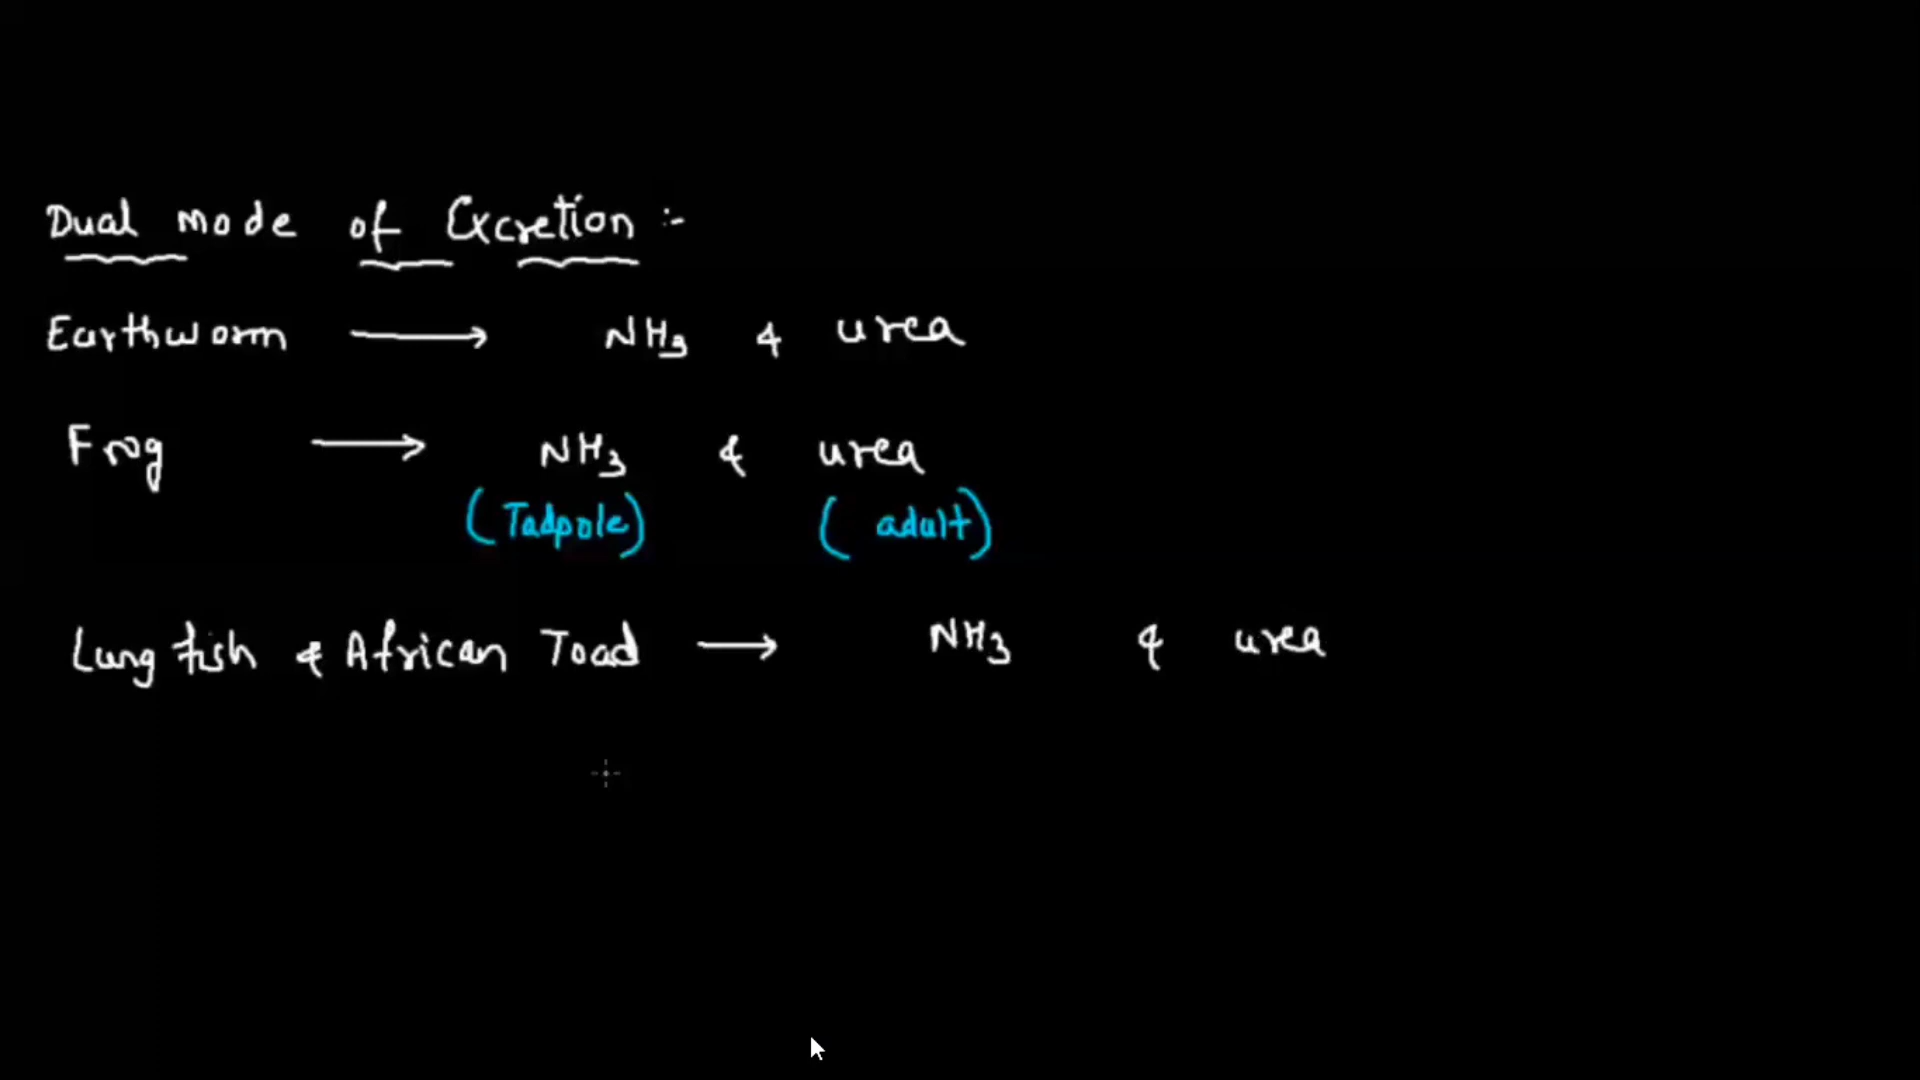 Dual mode of Excretion :-
Earthworm → NH3 & urea
Frog → NH3 & urea
(Tadpole) (adult)
Lung fish & African Toad → NH3 & urea